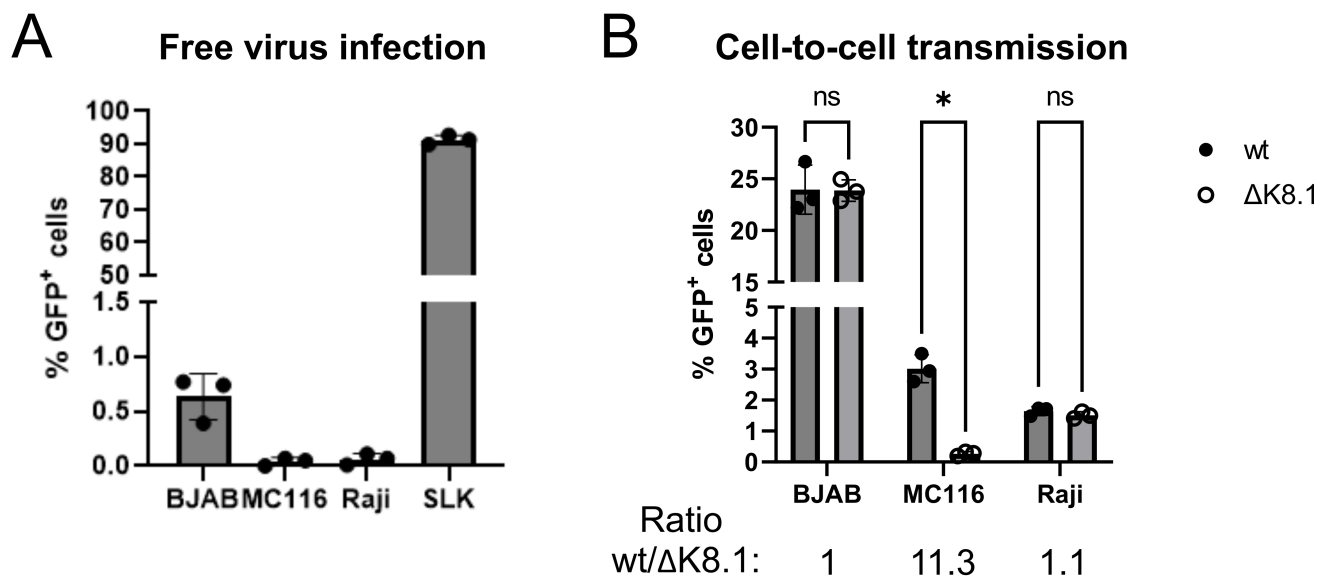 A
Free virus infection
% GFP+ cells
100
90
80
70
60
50
1.5
1.0
0.5
0.0
BJAB MC116 Raji SLK
B
Cell-to-cell transmission
ns * ns
% GFP+ cells
30
25
20
15
5
4
3
2
1
0
BJAB MC116 Raji
wt
ΔK8.1
Ratio
wt/ΔK8.1: 1 11.3 1.1